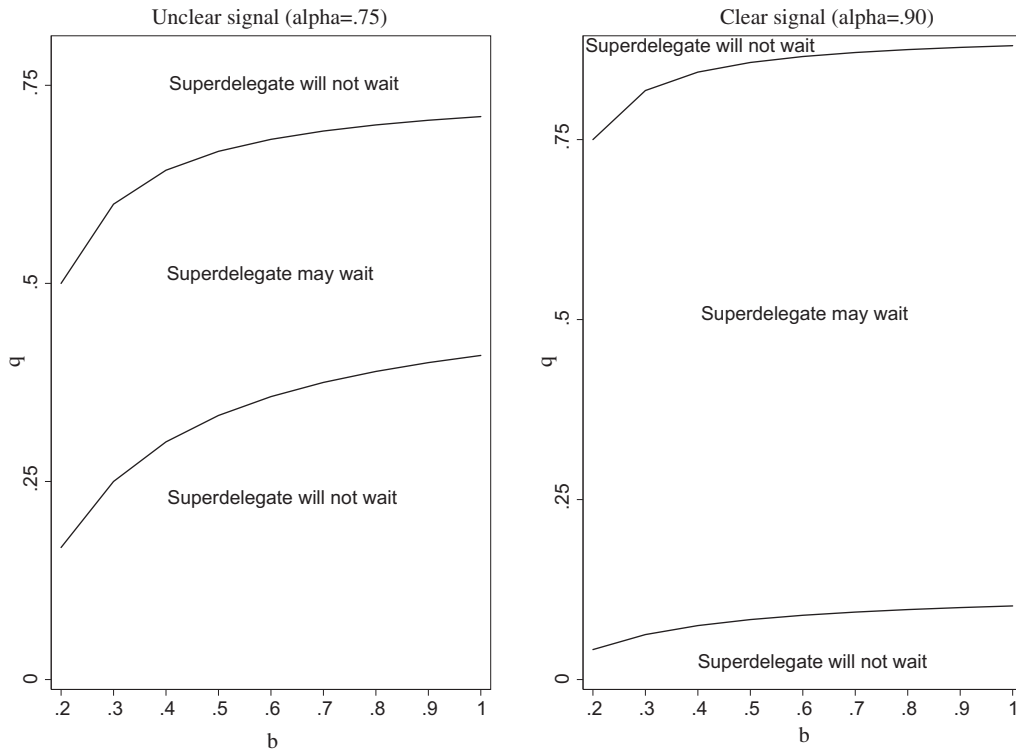 Unclear signal (alpha=.75)
Superdelegate will not wait
Superdelegate may wait
Superdelegate will not wait
.75
.5
.25
0
q
.2 .3 .4 .5 .6 .7 .8 .9 1
b
Clear signal (alpha=.90)
Superdelegate will not wait
Superdelegate may wait
Superdelegate will not wait
.75
.5
.25
0
q
.2 .3 .4 .5 .6 .7 .8 .9 1
b